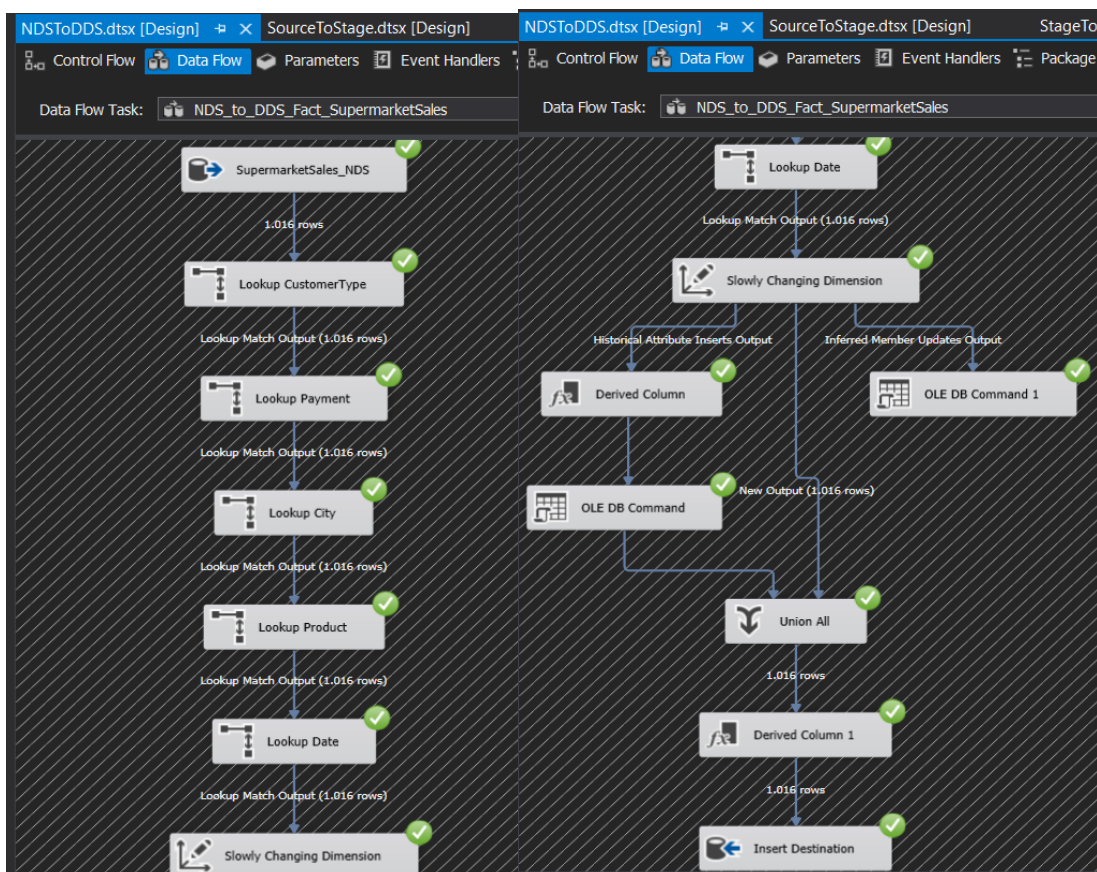 NDSToDDS.dtsx [Design]
SourceToStage.dtsx [Design]
Control Flow
Data Flow
Parameters
Event Handlers
Data Flow Task:
NDS_to_DDS_Fact_SupermarketSales
SupermarketSales_NDS
1.016 rows
Lookup CustomerType
Lookup Match Output (1.016 rows)
Lookup Payment
Lookup Match Output (1.016 rows)
Lookup City
Lookup Match Output (1.016 rows)
Lookup Product
Lookup Match Output (1.016 rows)
Lookup Date
Lookup Match Output (1.016 rows)
Slowly Changing Dimension
NDSToDDS.dtsx [Design]
SourceToStage.dtsx [Design]
StageTo
Control Flow
Data Flow
Parameters
Event Handlers
Package
Data Flow Task:
NDS_to_DDS_Fact_SupermarketSales
Lookup Date
Lookup Match Output (1.016 rows)
Slowly Changing Dimension
Historical Attribute Inserts Output
Inferred Member Updates Output
Derived Column
OLE DB Command 1
New Output (1.016 rows)
OLE DB Command
Union All
1.016 rows
Derived Column 1
1.016 rows
Insert Destination